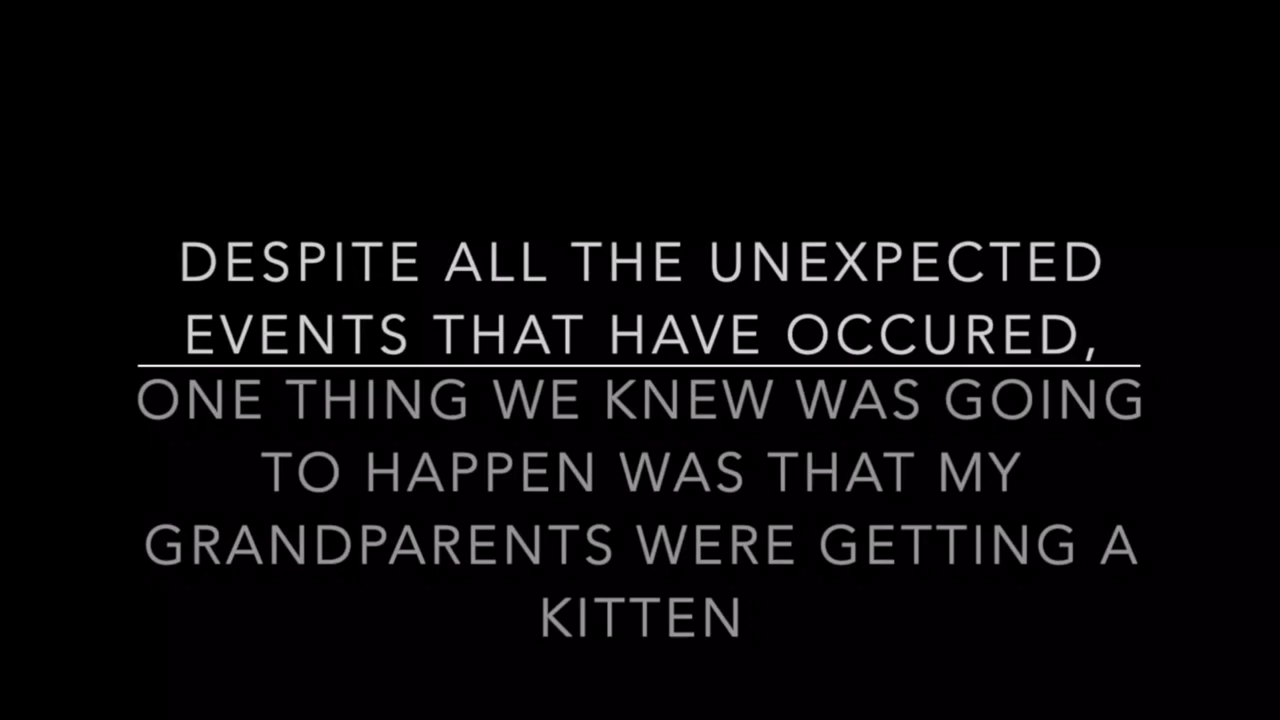 DESPITE ALL THE UNEXPECTED
EVENTS THAT HAVE OCCURED,
ONE THING WE KNEW WAS GOING
TO HAPPEN WAS THAT MY
GRANDPARENTS WERE GETTING A
KITTEN